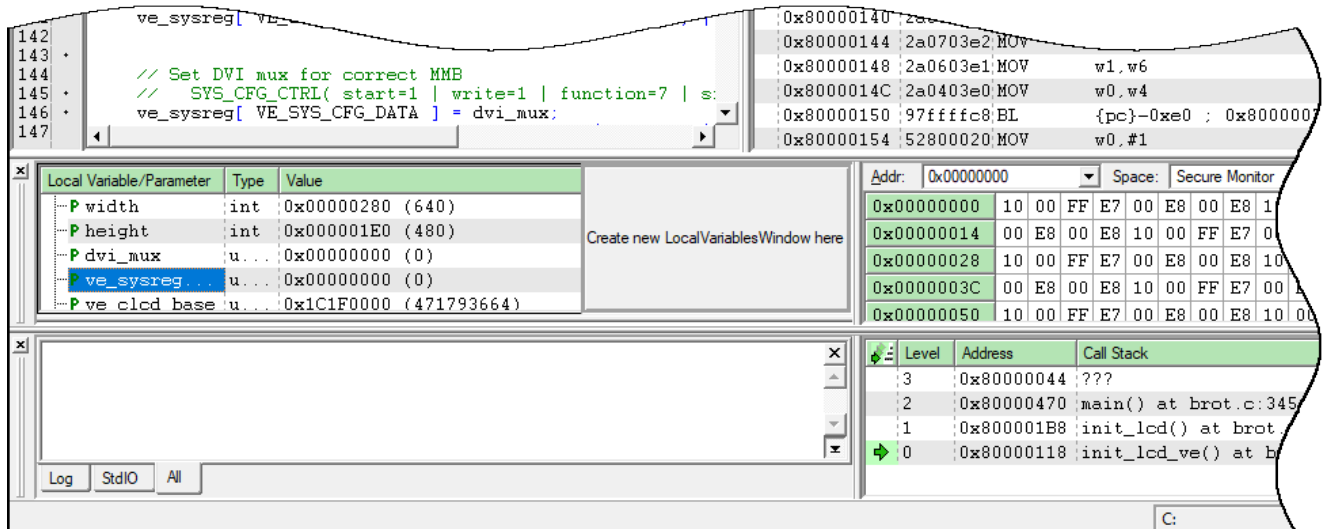 ve_sysreg[
0x80000140
142
0x80000144 2a0703e2 MOV
143
144 // Set DVI mux for correct MMB
0x80000148 2a0603e1 MOV w1,w6
145 // SYS_CFG_CTRL( start=1 | write=1 | function=7 |
0x8000014C 2a0403e0 MOV w0,w4
146 ve_sysreg[ VE_SYS_CFG_DATA ] = dvi_mux;
0x80000150 97ffffc8 BL {pc}-0xe0 ;
147
0x80000154 52800020 MOV w0,#1
Local Variable/Parameter Type Value
P width int 0x00000280 (640)
P height int 0x000001E0 (480)
P dvi_mux u... 0x00000000 (0)
P ve_sysreg... u... 0x00000000 (0)
P ve_clcd_base u... 0x1C1F0000 (471793664)
Create new LocalVariablesWindow here
Addr: 0x00000000 Space: Secure Monitor
0x00000000 10 00 FF E7 00 E8 00 E8
0x00000014 00 E8 00 E8 10 00 FF E7
0x00000028 10 00 FF E7 00 E8 00 E8 10
0x0000003C 00 E8 00 E8 10 00 FF E7 00
0x00000050 10 00 FF E7 00 E8 00 E8 10 00
Log StdIO All
Level Address Call Stack
3 0x80000044 ???
2 0x80000470 main() at brot.c:345
1 0x800001B8 init_lcd() at brot.
0 0x80000118 init_lcd_ve() at
C: